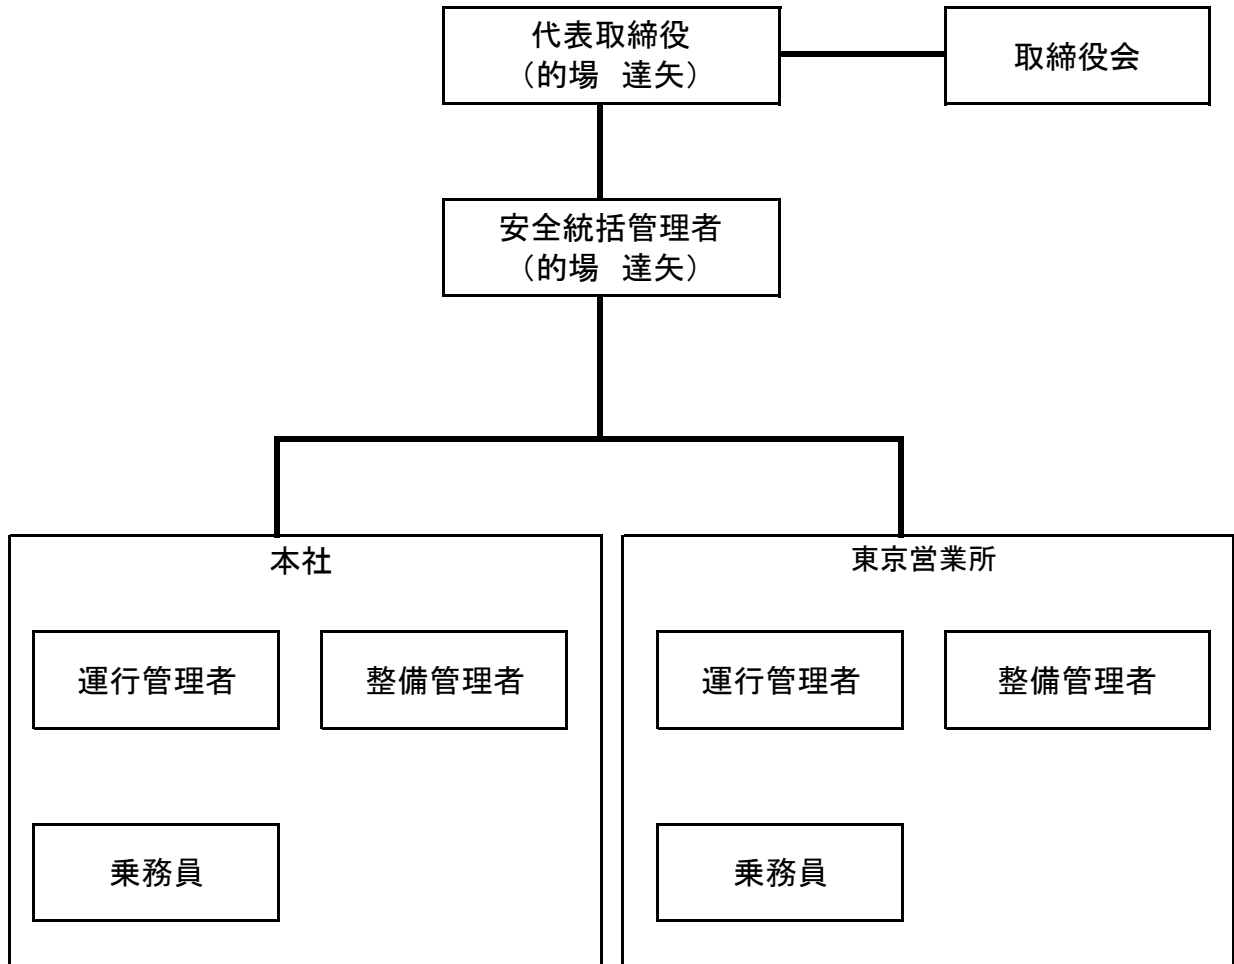 代表取締役
（的場　達矢）
取締役会
安全統括管理者
（的場　達矢）
本社
運行管理者
整備管理者
乗務員
東京営業所
運行管理者
整備管理者
乗務員